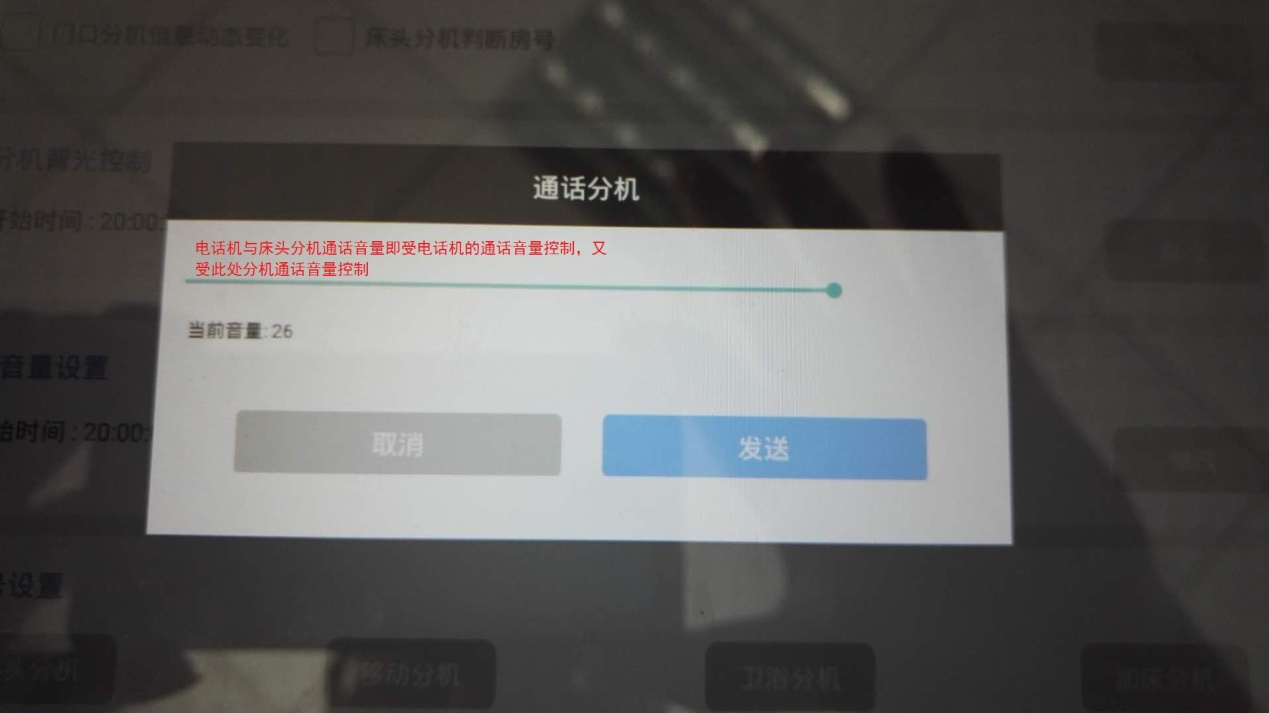 门口分机信息动态变化 床头分机判断房号
分机背光控制
开始时间:20:00:
通话分机
电话机与床头分机通话音量即受电话机的通话音量控制，又
受此处分机通话音量控制
当前音量:26
音量设置
始时间:20:00:
取消 发送
号设置
头分机 移动分机 卫浴分机 加床分机